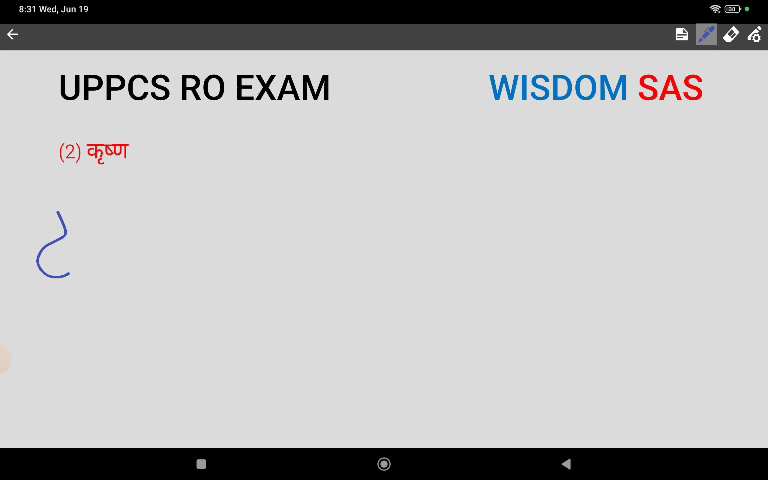 8:31 Wed, Jun 19
UPPCS RO EXAM WISDOM SAS
(2) कृष्ण